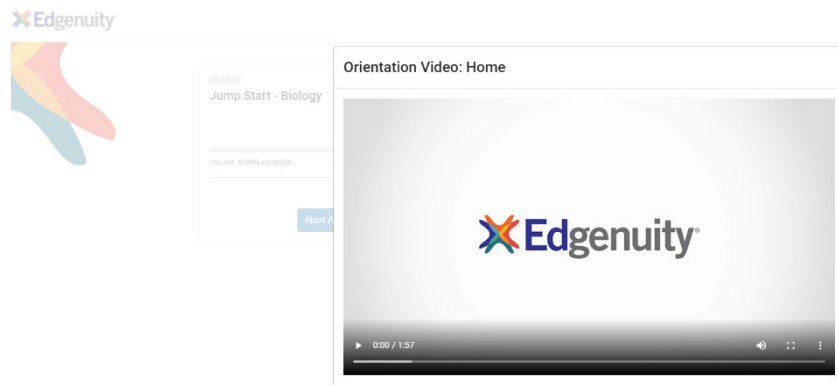 Edgenuity
Orientation Video: Home
SCIENCE
Jump Start - Biology
You are 0.00% complete
Next A
Edgenuity
0:00 / 1:57